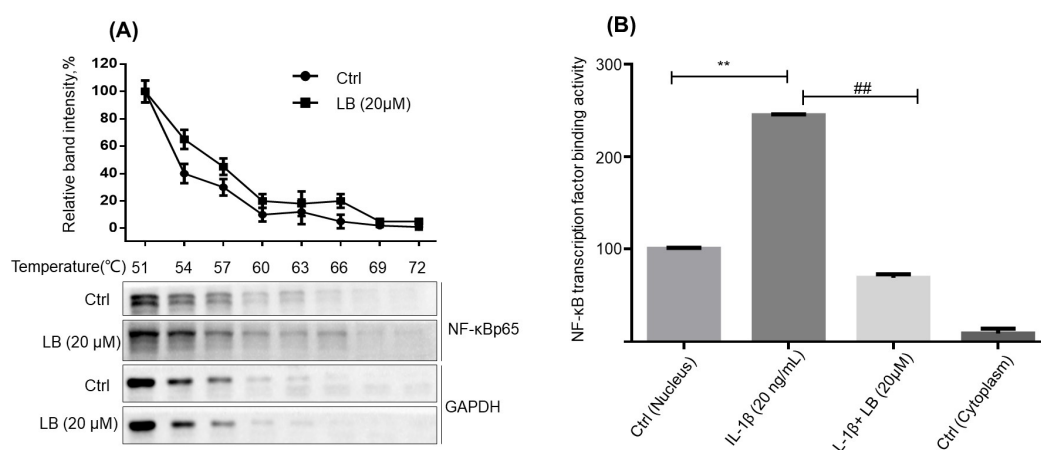 (A)
Relative band intensity,%
120
100
80
60
40
20
0
Ctrl
LB (20μM)
Temperature(℃) 51 54 57 60 63 66 69 72
Ctrl
LB (20 μM)
NF-κBp65
Ctrl
LB (20 μM)
GAPDH
(B)
NF-κB transcription factor binding activity
300
200
100
**
##
Ctrl (Nucleus)
IL-1β (20 ng/mL)
L-1β+ LB (20μM)
Ctrl (Cytoplasm)